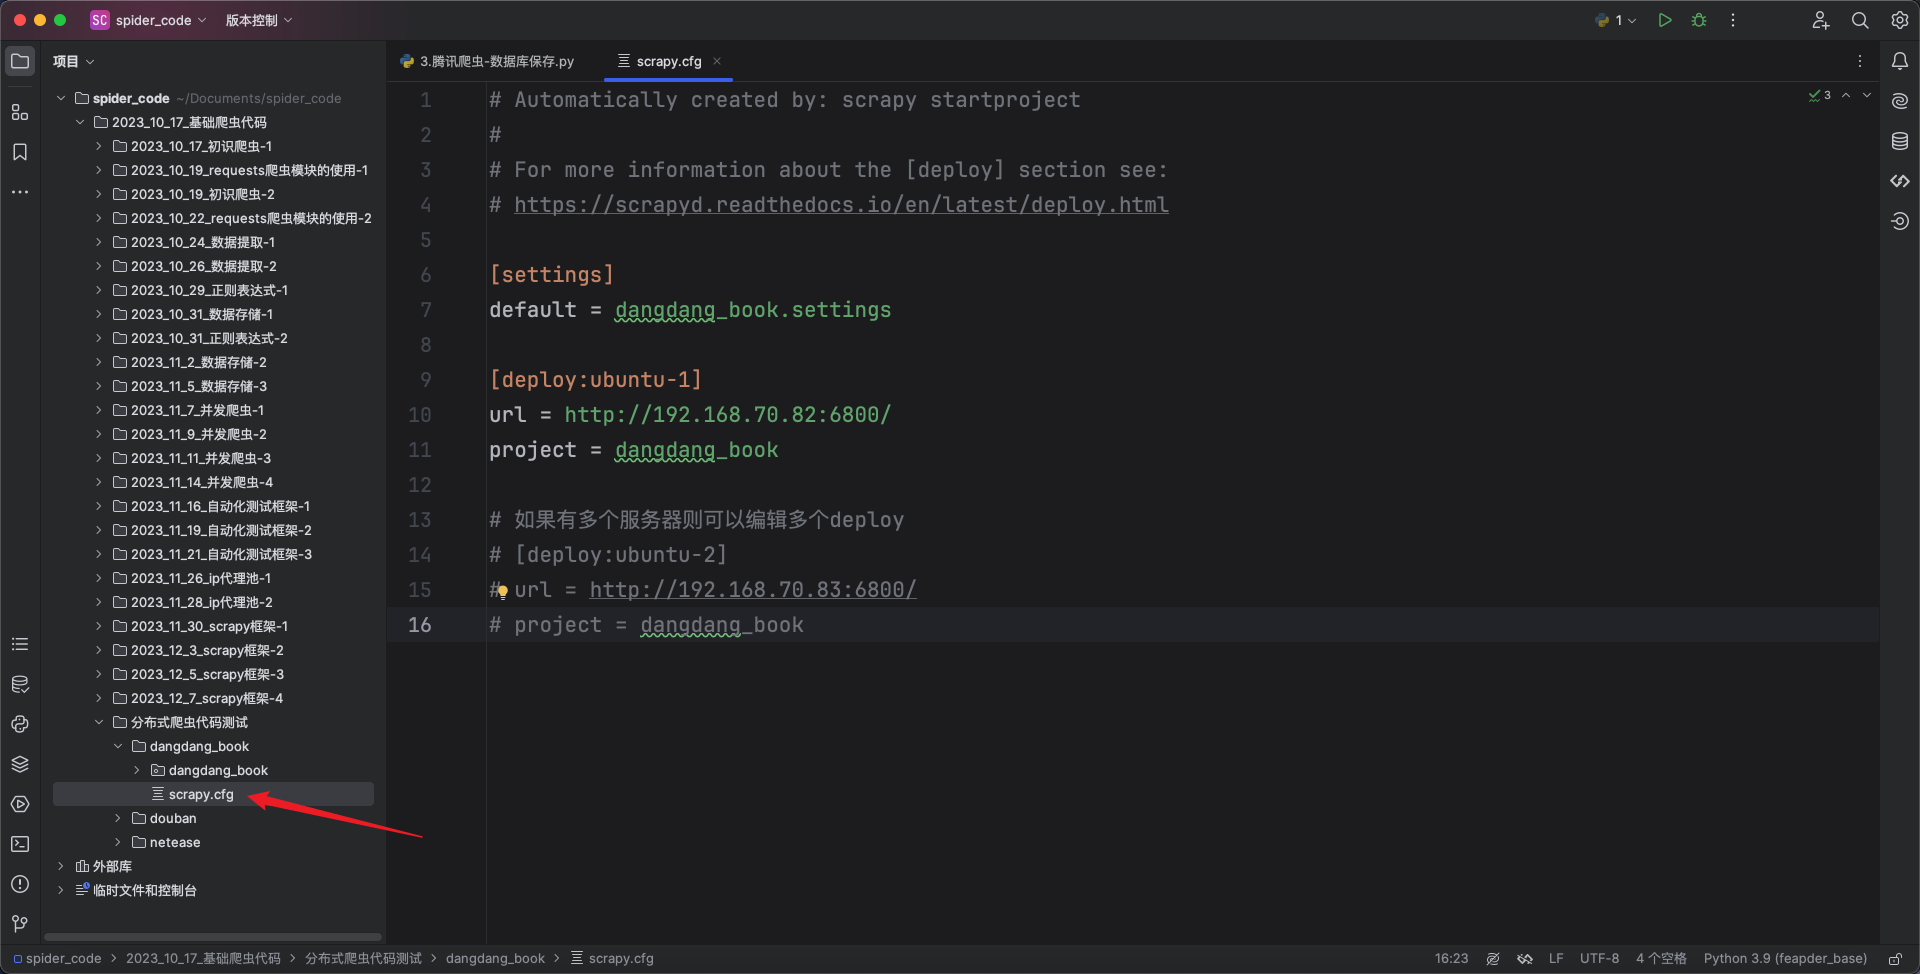 SC spider_code 版本控制 1
项目
3.腾讯爬虫-数据库保存.py scrapy.cfg
spider_code ~/Documents/spider_code
2023_10_17_基础爬虫代码
2023_10_17_初识爬虫-1
2023_10_19_requests爬虫模块的使用-1
2023_10_19_初识爬虫-2
2023_10_22_requests爬虫模块的使用-2
2023_10_24_数据提取-1
2023_10_26_数据提取-2
2023_10_29_正则表达式-1
2023_10_31_数据存储-1
2023_10_31_正则表达式-2
2023_11_2_数据存储-2
2023_11_5_数据存储-3
2023_11_7_并发爬虫-1
2023_11_9_并发爬虫-2
2023_11_11_并发爬虫-3
2023_11_14_并发爬虫-4
2023_11_16_自动化测试框架-1
2023_11_19_自动化测试框架-2
2023_11_21_自动化测试框架-3
2023_11_26_ip代理池-1
2023_11_28_ip代理池-2
2023_11_30_scrapy框架-1
2023_12_3_scrapy框架-2
2023_12_5_scrapy框架-3
2023_12_7_scrapy框架-4
分布式爬虫代码测试
dangdang_book
dangdang_book
scrapy.cfg
douban
netease
外部库
临时文件和控制台
3
1 # Automatically created by: scrapy startproject
2 #
3 # For more information about the [deploy] section see:
4 # https://scrapyd.readthedocs.io/en/latest/deploy.html
5
6 [settings]
7 default = dangdang_book.settings
8
9 [deploy:ubuntu-1]
10 url = http://192.168.70.82:6800/
11 project = dangdang_book
12
13 # 如果有多个服务器则可以编辑多个deploy
14 # [deploy:ubuntu-2]
15 # url = http://192.168.70.83:6800/
16 # project = dangdang_book
spider_code > 2023_10_17_基础爬虫代码 > 分布式爬虫代码测试 > dangdang_book > scrapy.cfg
16:23 LF UTF-8 4 个空格 Python 3.9 (feapder_base)